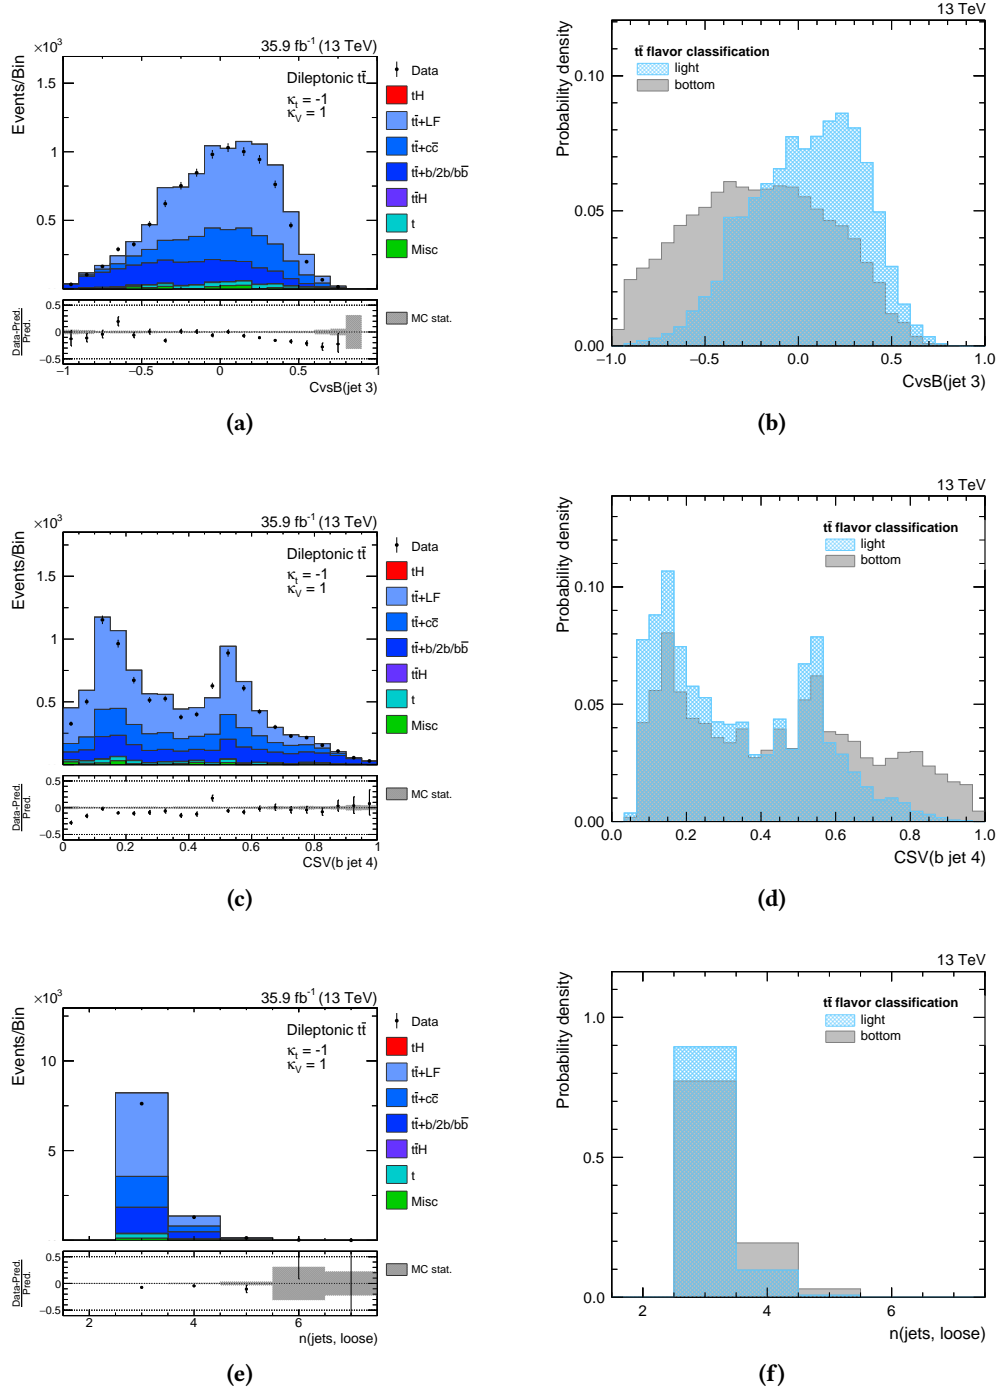 35.9 fb⁻¹ (13 TeV)
×10³
Events/Bin
Dileptonic tt̄
κt = -1
κV = 1
1.5
1
0.5
Data
tH
tt̄+LF
tt̄+cc̄
tt̄+b/2b/bb̄
tt̄H
t
Misc
Data-Pred.
Pred.
0.5
0
−0.5
MC stat.
−1 −0.5 0 0.5 1
CvsB(jet 3)
(a)
13 TeV
Probability density
tt̄ flavor classification
light
bottom
0.10
0.05
0.00
−1.0 −0.5 0.0 0.5 1.0
CvsB(jet 3)
(b)
35.9 fb⁻¹ (13 TeV)
×10³
Events/Bin
Dileptonic tt̄
κt = -1
κV = 1
1.5
1
0.5
Data
tH
tt̄+LF
tt̄+cc̄
tt̄+b/2b/bb̄
tt̄H
t
Misc
Data-Pred.
Pred.
0.5
0
−0.5
MC stat.
0 0.2 0.4 0.6 0.8 1
CSV(b jet 4)
(c)
13 TeV
Probability density
tt̄ flavor classification
light
bottom
0.10
0.05
0.00
0.0 0.2 0.4 0.6 0.8 1.0
CSV(b jet 4)
(d)
35.9 fb⁻¹ (13 TeV)
×10³
Events/Bin
Dileptonic tt̄
κt = -1
κV = 1
10
5
Data
tH
tt̄+LF
tt̄+cc̄
tt̄+b/2b/bb̄
tt̄H
t
Misc
Data-Pred.
Pred.
0.5
0
−0.5
MC stat.
2 4 6
n(jets, loose)
(e)
13 TeV
Probability density
tt̄ flavor classification
light
bottom
1.0
0.5
0.0
2 4 6
n(jets, loose)
(f)